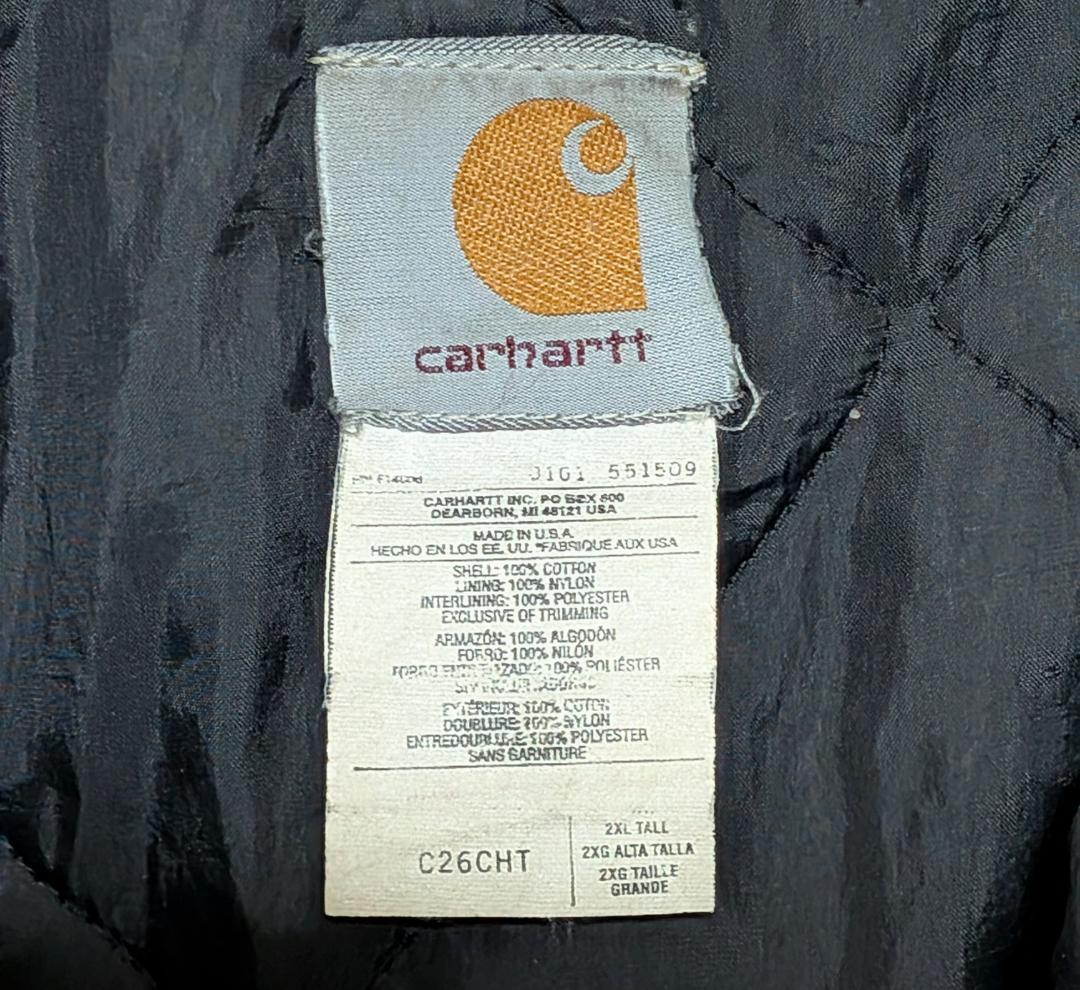 carhartt
0101 551509
CARHARTT INC. PO BOX 600
DEARBORN, MI 48121 USA
MADE IN U.S.A.
HECHO EN LOS EE. UU. *FABRIQUE AUX USA
SHELL: 100% COTTON
LINING: 100% NYLON
INTERLINING: 100% POLYESTER
EXCLUSIVE OF TRIMMING
ARMAZÓN: 100% ALGODÓN
FORRO: 100% NILÓN
FORRO 100% POLIÉSTER
EXTÉRIEUR: 100% COTON
DOUBLURE: 100% NYLON
ENTREDOUBLURE: 100% POLYESTER
SANS GARNITURE
C26CHT
2XL TALL
2XG ALTA TALLA
2XG TAILLE
GRANDE